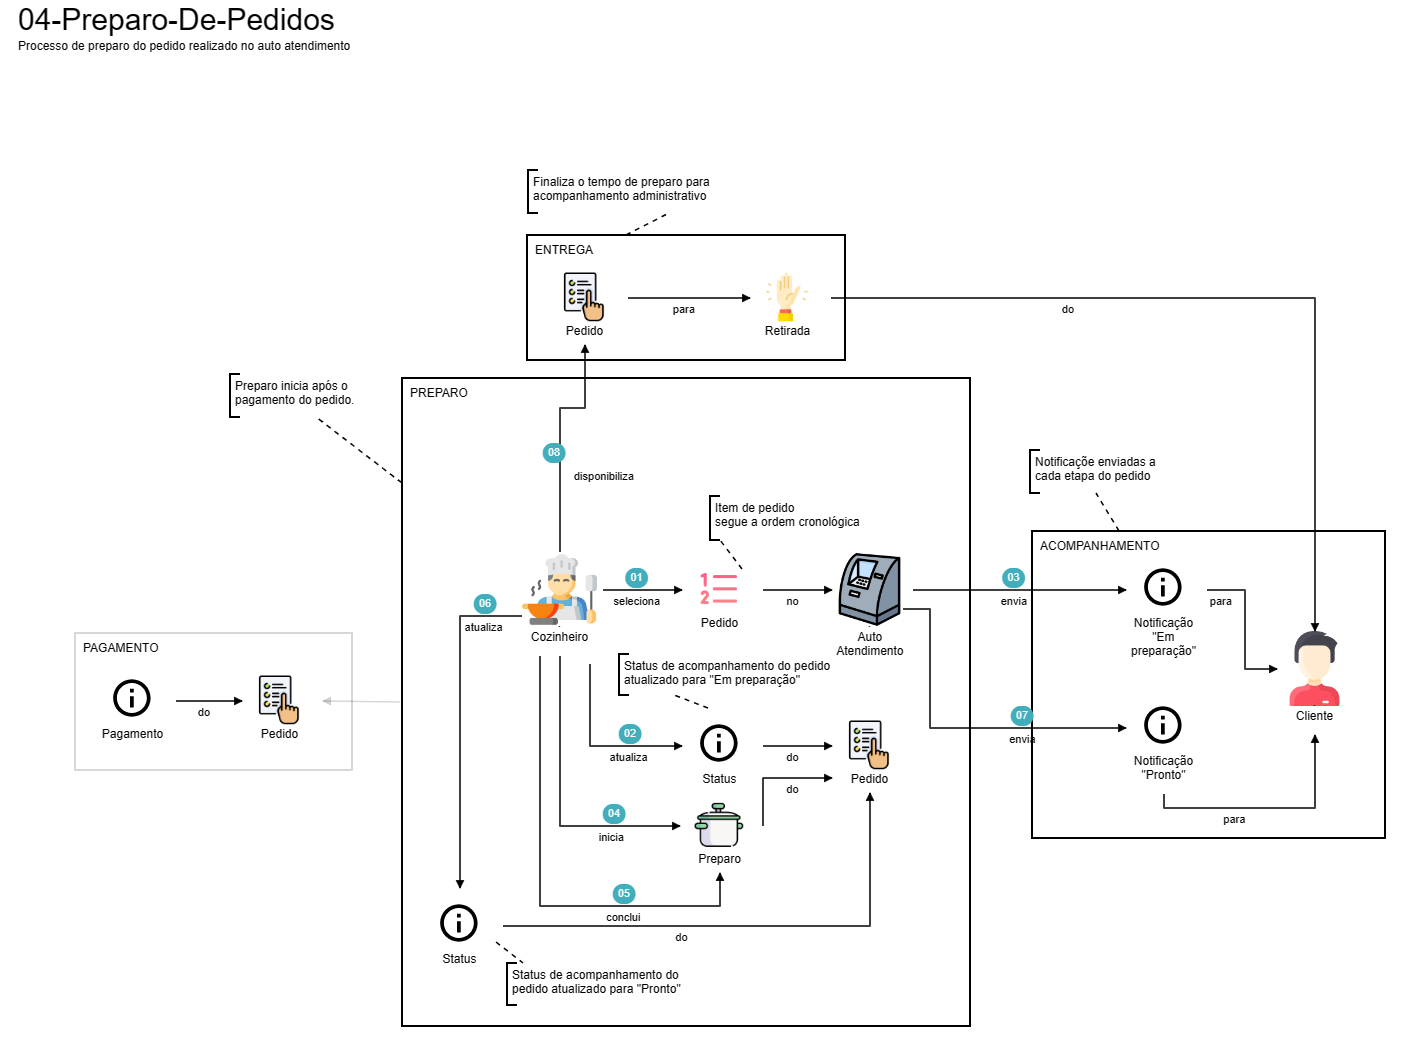 04-Preparo-De-Pedidos
Processo de preparo do pedido realizado no auto atendimento
Finaliza o tempo de preparo para
acompanhamento administrativo
ENTREGA
Pedido
para
Retirada
do
Preparo inicia após o
pagamento do pedido.
PREPARO
08
disponibiliza
Notificaçõe enviadas a
cada etapa do pedido
Item de pedido
segue a ordem cronológica
ACOMPANHAMENTO
01
seleciona
Pedido
no
Auto
Atendimento
03
envia
Notificação
"Em
preparação"
para
06
atualiza
Cozinheiro
PAGAMENTO
Pagamento
do
Pedido
Status de acompanhamento do pedido
atualizado para "Em preparação"
02
atualiza
Status
do
Pedido
07
envia
Notificação
"Pronto"
Cliente
para
04
inicia
Preparo
do
05
conclui
do
Status
Status de acompanhamento do
pedido atualizado para "Pronto"